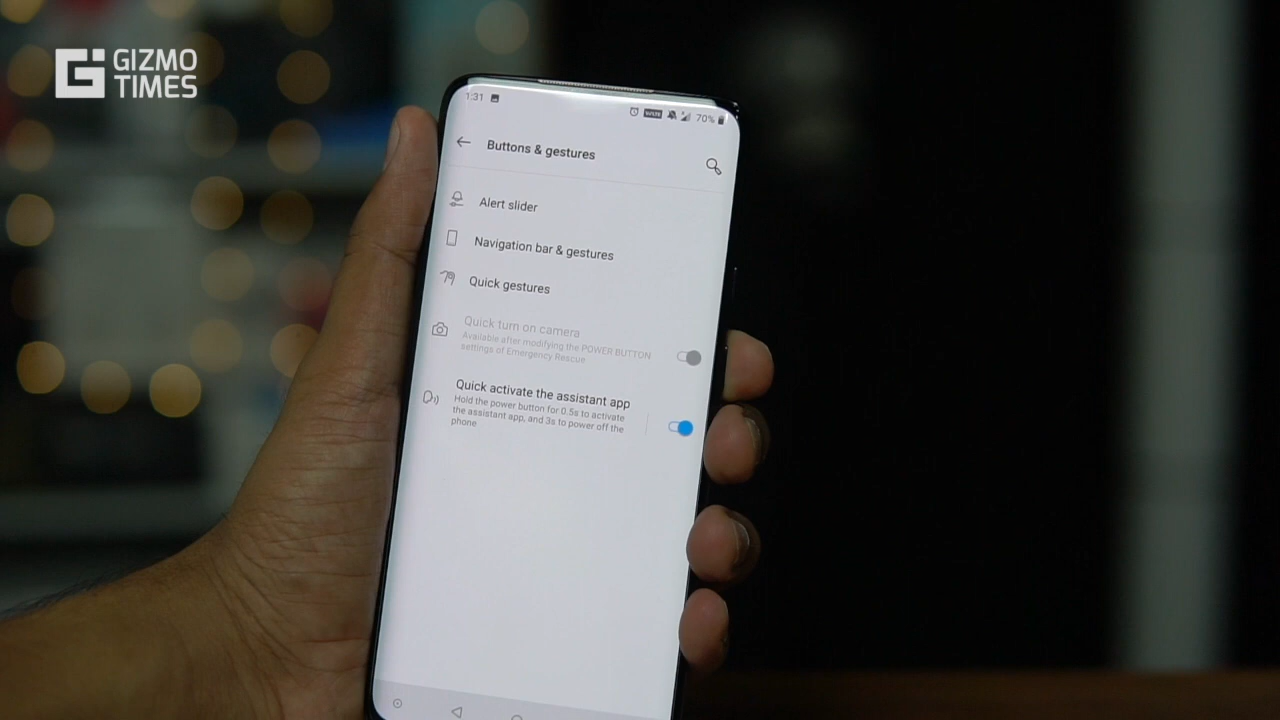 GIZMO
TIMES
1:31
70%
Buttons & gestures
Alert slider
Navigation bar & gestures
Quick gestures
Quick turn on camera
Available after modifying the POWER BUTTON
settings of Emergency Rescue
Quick activate the assistant app
Hold the power button for 0.5s to activate
the assistant app, and 3s to power off the
phone